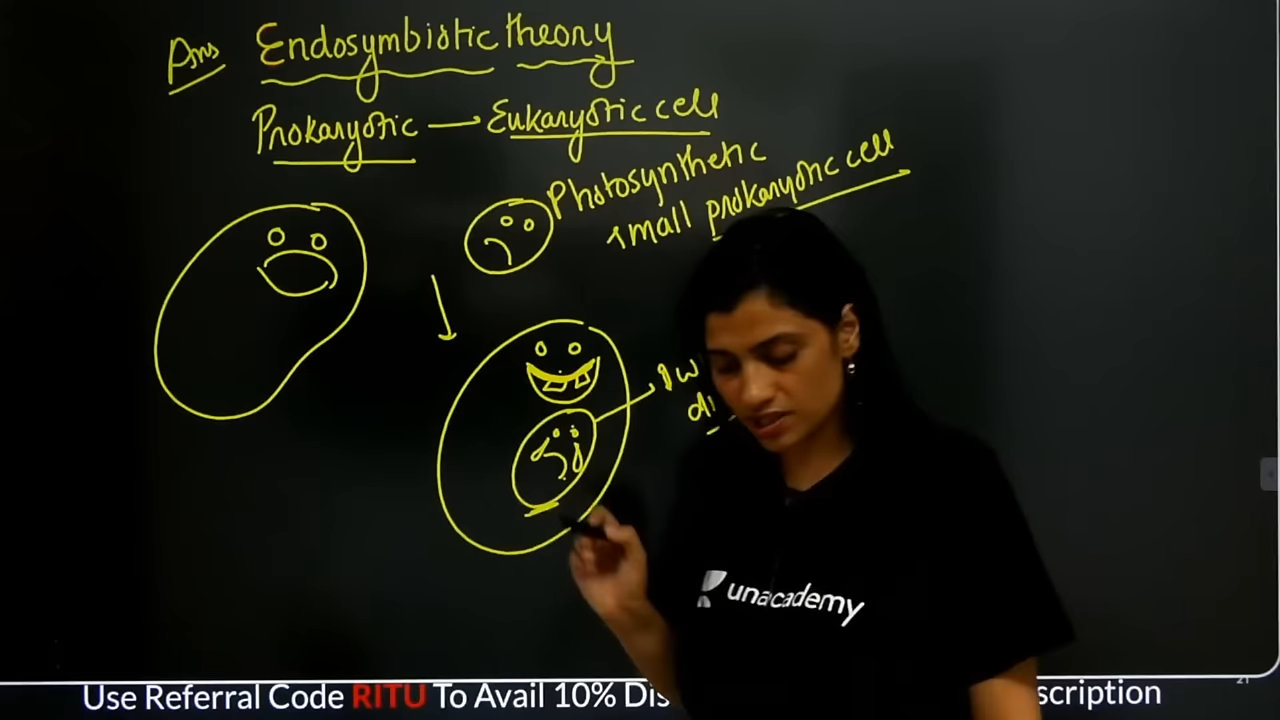 Ans Endosymbiotic theory
Prokaryotic — Eukaryotic cell
Photosynthetic
small prokaryotic cell
unacademy
Use Referral Code RITU To Avail 10% Dis
scription
21